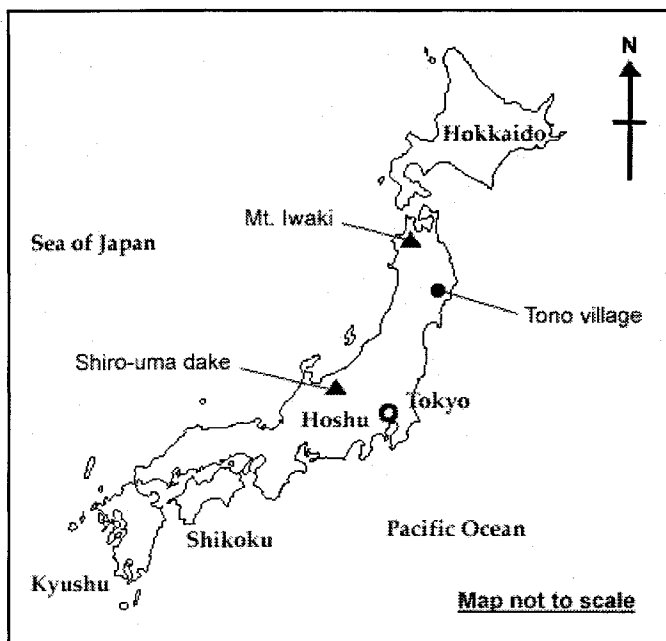 N
Hokkaido
Mt. Iwaki
Sea of Japan
Tono village
Shiro-uma dake
Tokyo
Hoshu
Shikoku
Pacific Ocean
Kyushu
Map not to scale